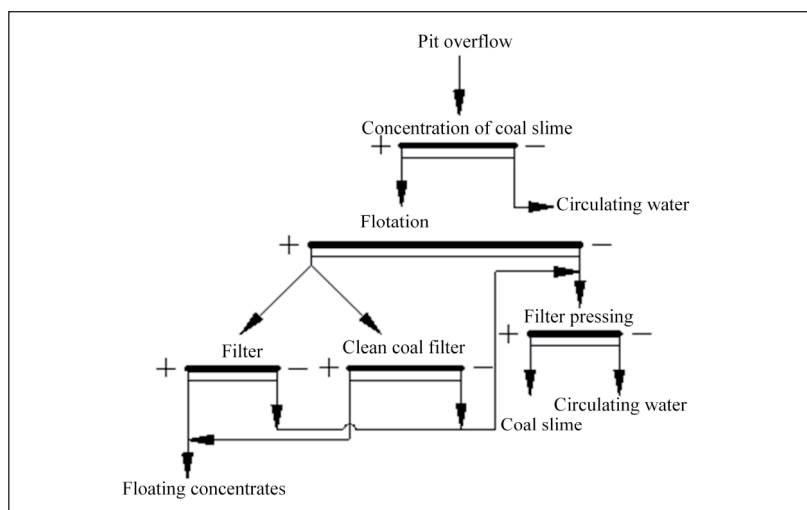 Pit overflow
Concentration of coal slime
+ −
Circulating water
Flotation
+ −
Filter pressing
+ −
Filter
Clean coal filter
+ − + −
Circulating water
Coal slime
Floating concentrates